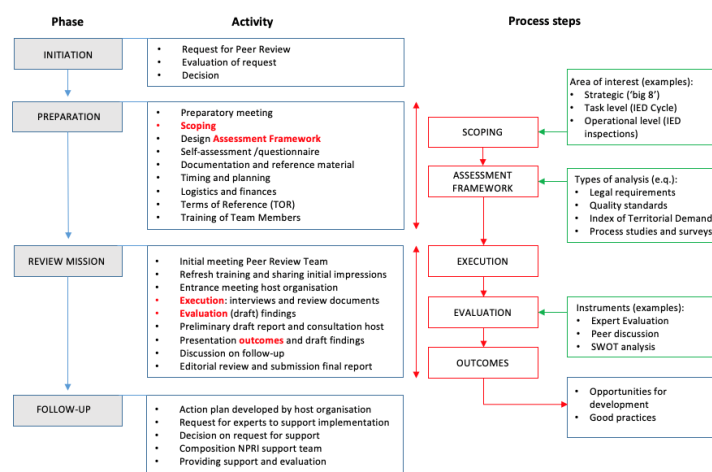 Phase
Activity
Process steps
INITIATION
• Request for Peer Review
• Evaluation of request
• Decision
PREPARATION
• Preparatory meeting
• Scoping
• Design Assessment Framework
• Self-assessment /questionnaire
• Documentation and reference material
• Timing and planning
• Logistics and finances
• Terms of Reference (TOR)
• Training of Team Members
REVIEW MISSION
• Initial meeting Peer Review Team
• Refresh training and sharing initial impressions
• Entrance meeting host organisation
• Execution: interviews and review documents
• Evaluation (draft) findings
• Preliminary draft report and consultation host
• Presentation outcomes and draft findings
• Discussion on follow-up
• Editorial review and submission final report
FOLLOW-UP
• Action plan developed by host organisation
• Request for experts to support implementation
• Decision on request for support
• Composition NPRI support team
• Providing support and evaluation
SCOPING
ASSESSMENT
FRAMEWORK
EXECUTION
EVALUATION
OUTCOMES
Area of interest (examples):
• Strategic ('big 8')
• Task level (IED Cycle)
• Operational level (IED
inspections)
Types of analysis (e.q.):
• Legal requirements
• Quality standards
• Index of Territorial Demand
• Process studies and surveys
Instruments (examples):
• Expert Evaluation
• Peer discussion
• SWOT analysis
• Opportunities for
development
• Good practices